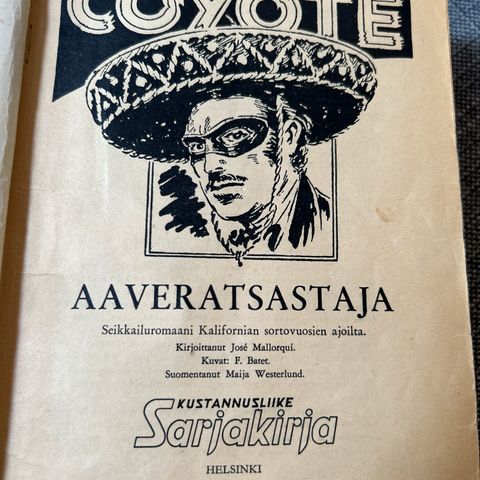 COYOTE
AAVERATSASTAJA
Seikkailuromaani Kalifornian sortovuosien ajoilta.
Kirjoittanut José Mallorquí.
Kuvat: F. Batet.
Suomentanut Maija Westerlund.
KUSTANNUSLIIKE
Sarjakirja
HELSINKI